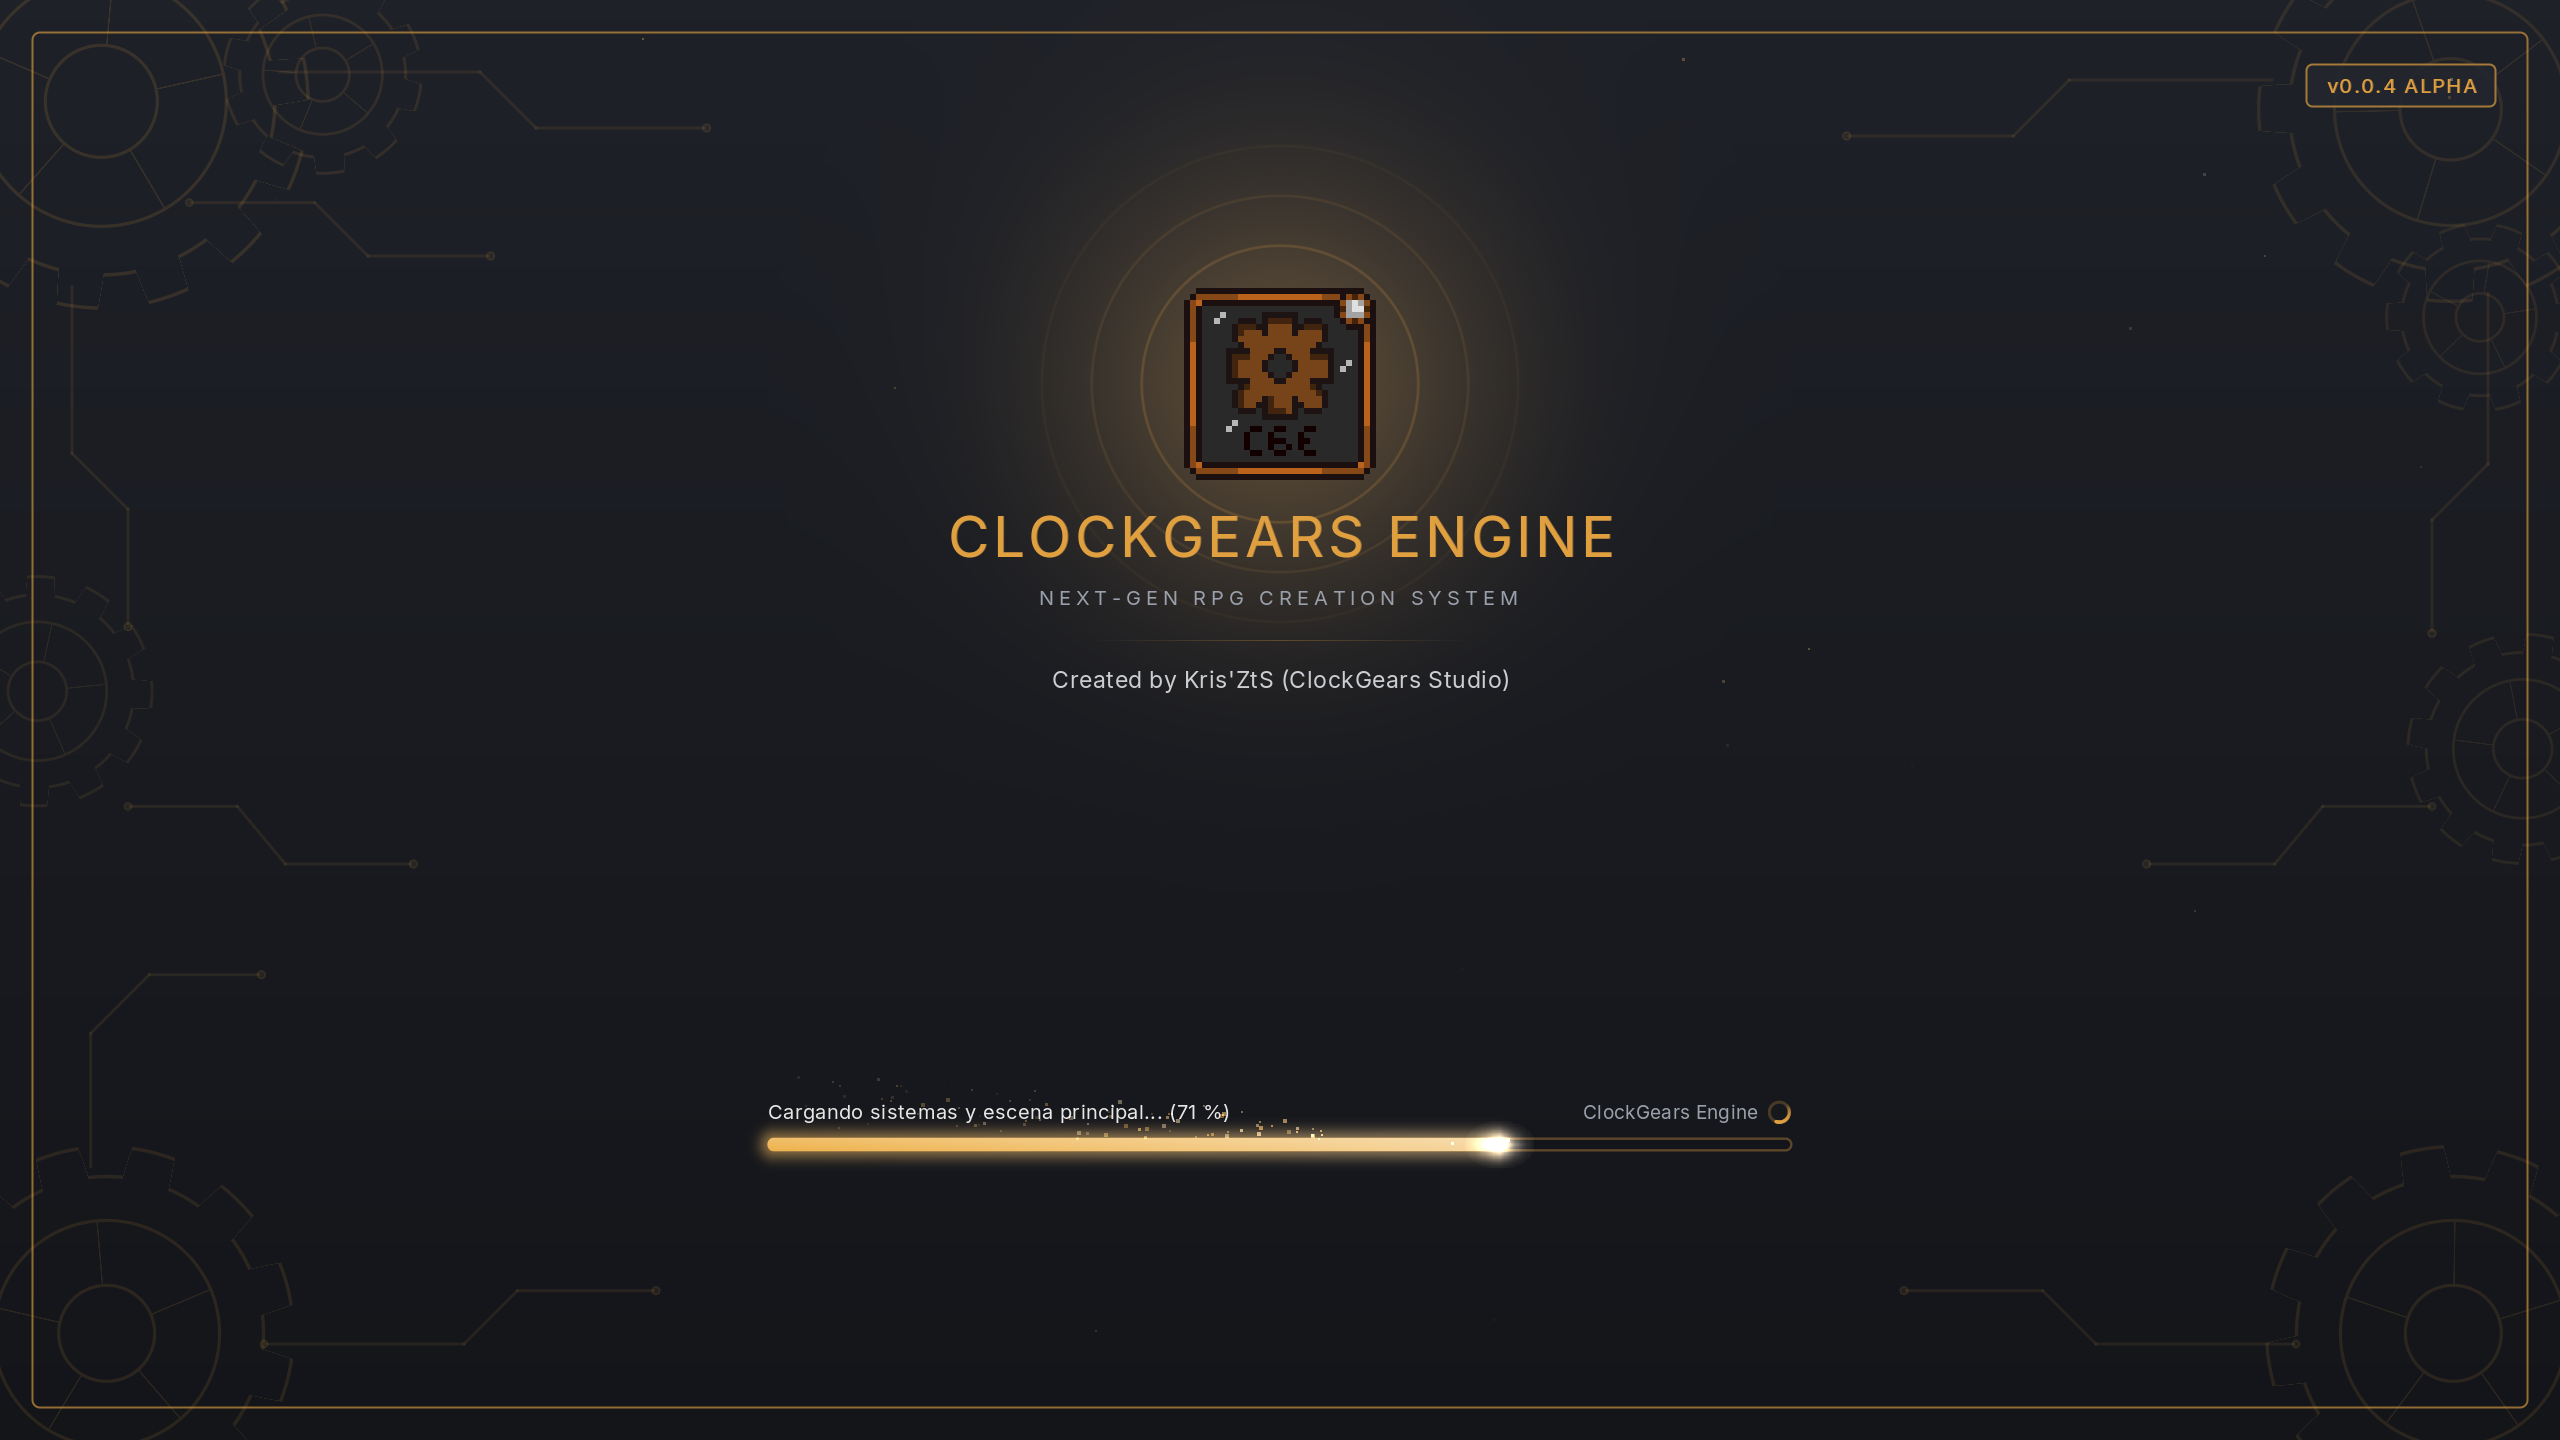 v0.0.4 ALPHA
CGE
CLOCKGEARS ENGINE
NEXT-GEN RPG CREATION SYSTEM
Created by Kris'ZtS (ClockGears Studio)
Cargando sistemas y escena principal... (71 %)
ClockGears Engine